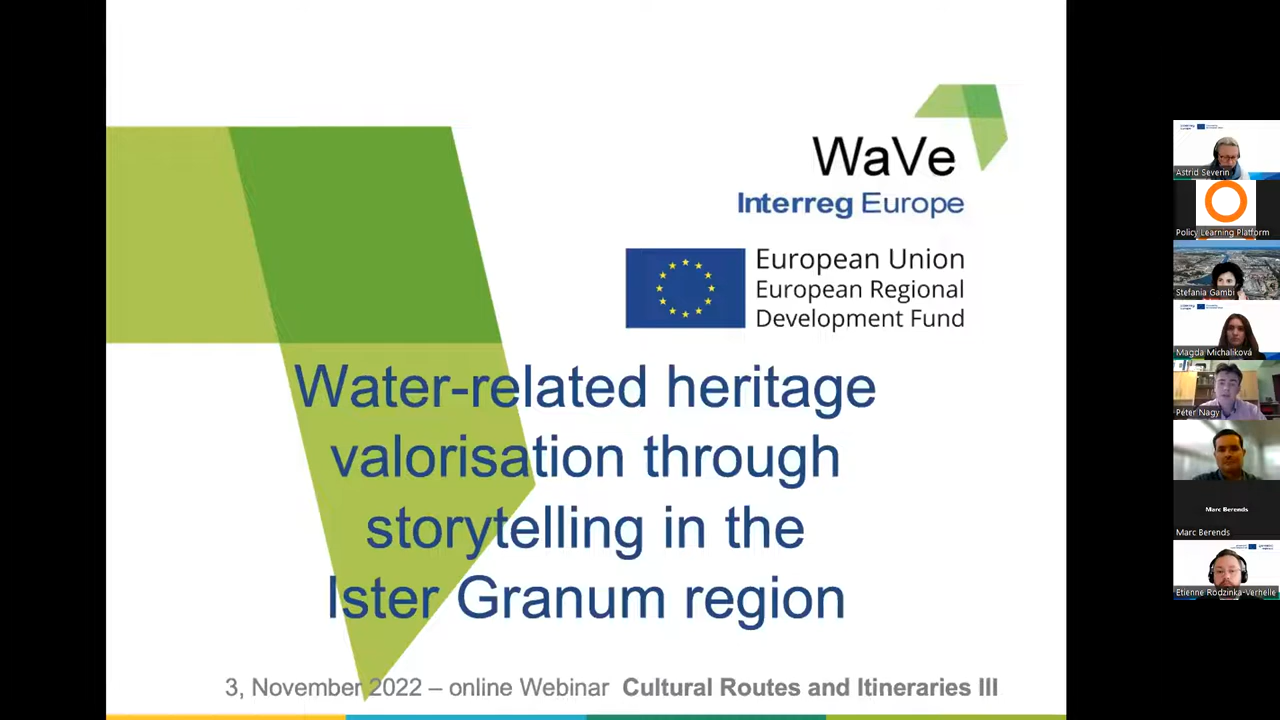 WaVe
Interreg Europe
European Union
European Regional
Development Fund
Water-related heritage
valorisation through
storytelling in the
Ister Granum region
3, November 2022 – online Webinar Cultural Routes and Itineraries III
Astrid Severin
Policy Learning Platform
Stefania Gambi
Magda Michaliková
Péter Nagy
Marc Berends
Marc Berends
Etienne Rodzinka-Verhelle